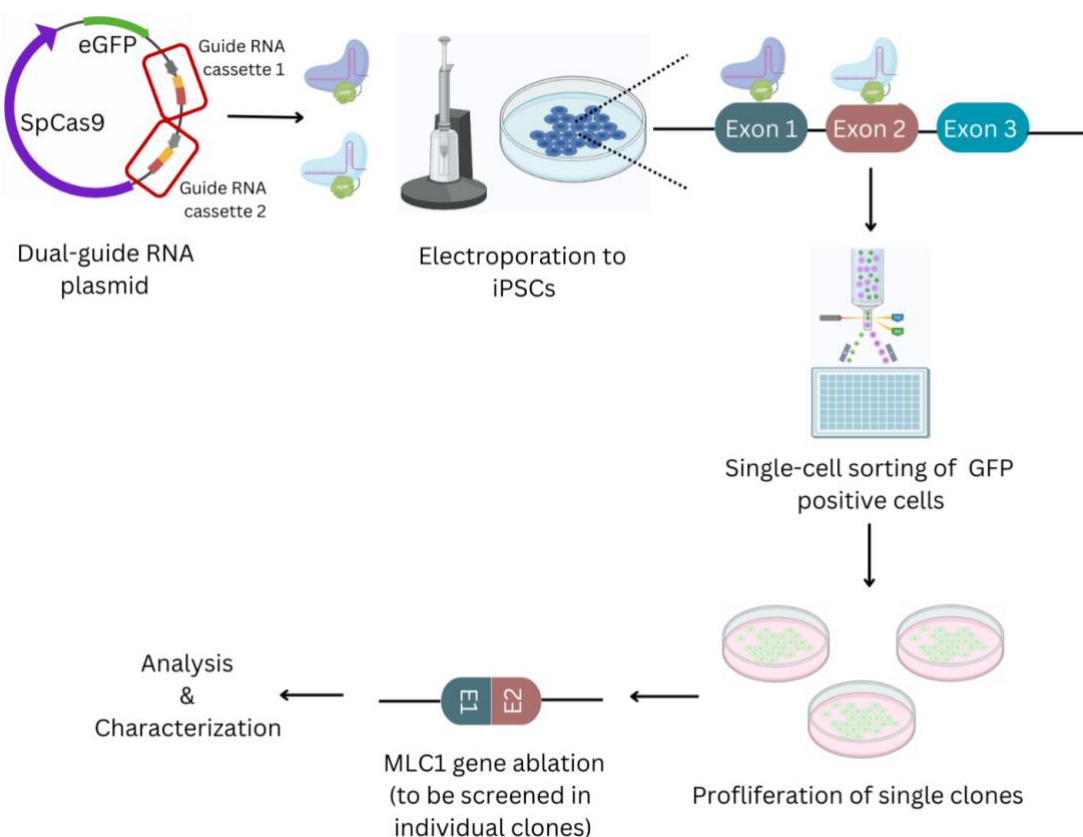 eGFP
SpCas9
Guide RNA
cassette 1
Guide RNA
cassette 2
Dual-guide RNA
plasmid
Electroporation to
iPSCs
Exon 1
Exon 2
Exon 3
Single-cell sorting of GFP
positive cells
Profliferation of single clones
E1
E2
MLC1 gene ablation
(to be screened in
individual clones)
Analysis
&
Characterization